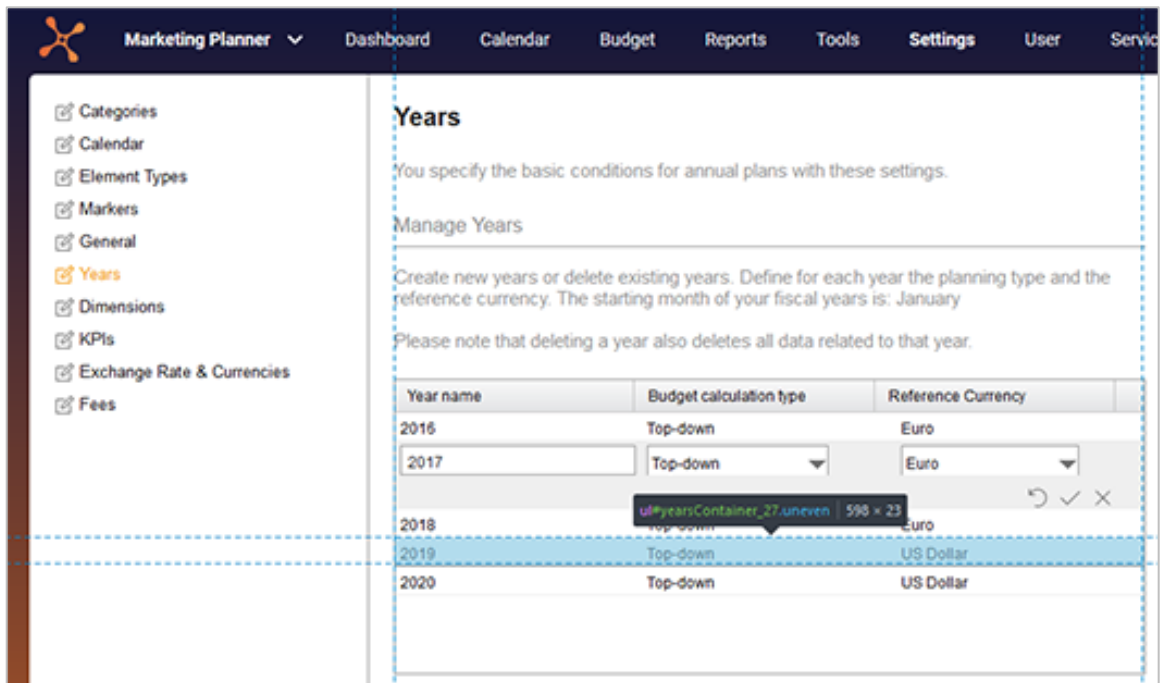 Marketing Planner Dashboard Calendar Budget Reports Tools Settings User Servic
Categories
Calendar
Element Types
Markers
General
Years
Dimensions
KPIs
Exchange Rate & Currencies
Fees
Years
You specify the basic conditions for annual plans with these settings.
Manage Years
Create new years or delete existing years. Define for each year the planning type and the
reference currency. The starting month of your fiscal years is: January
Please note that deleting a year also deletes all data related to that year.
Year name Budget calculation type Reference Currency
2016 Top-down Euro
2017 Top-down Euro
ul#yearsContainer_27.uneven 598 × 23
2018 Top-down Euro
2019 Top-down US Dollar
2020 Top-down US Dollar